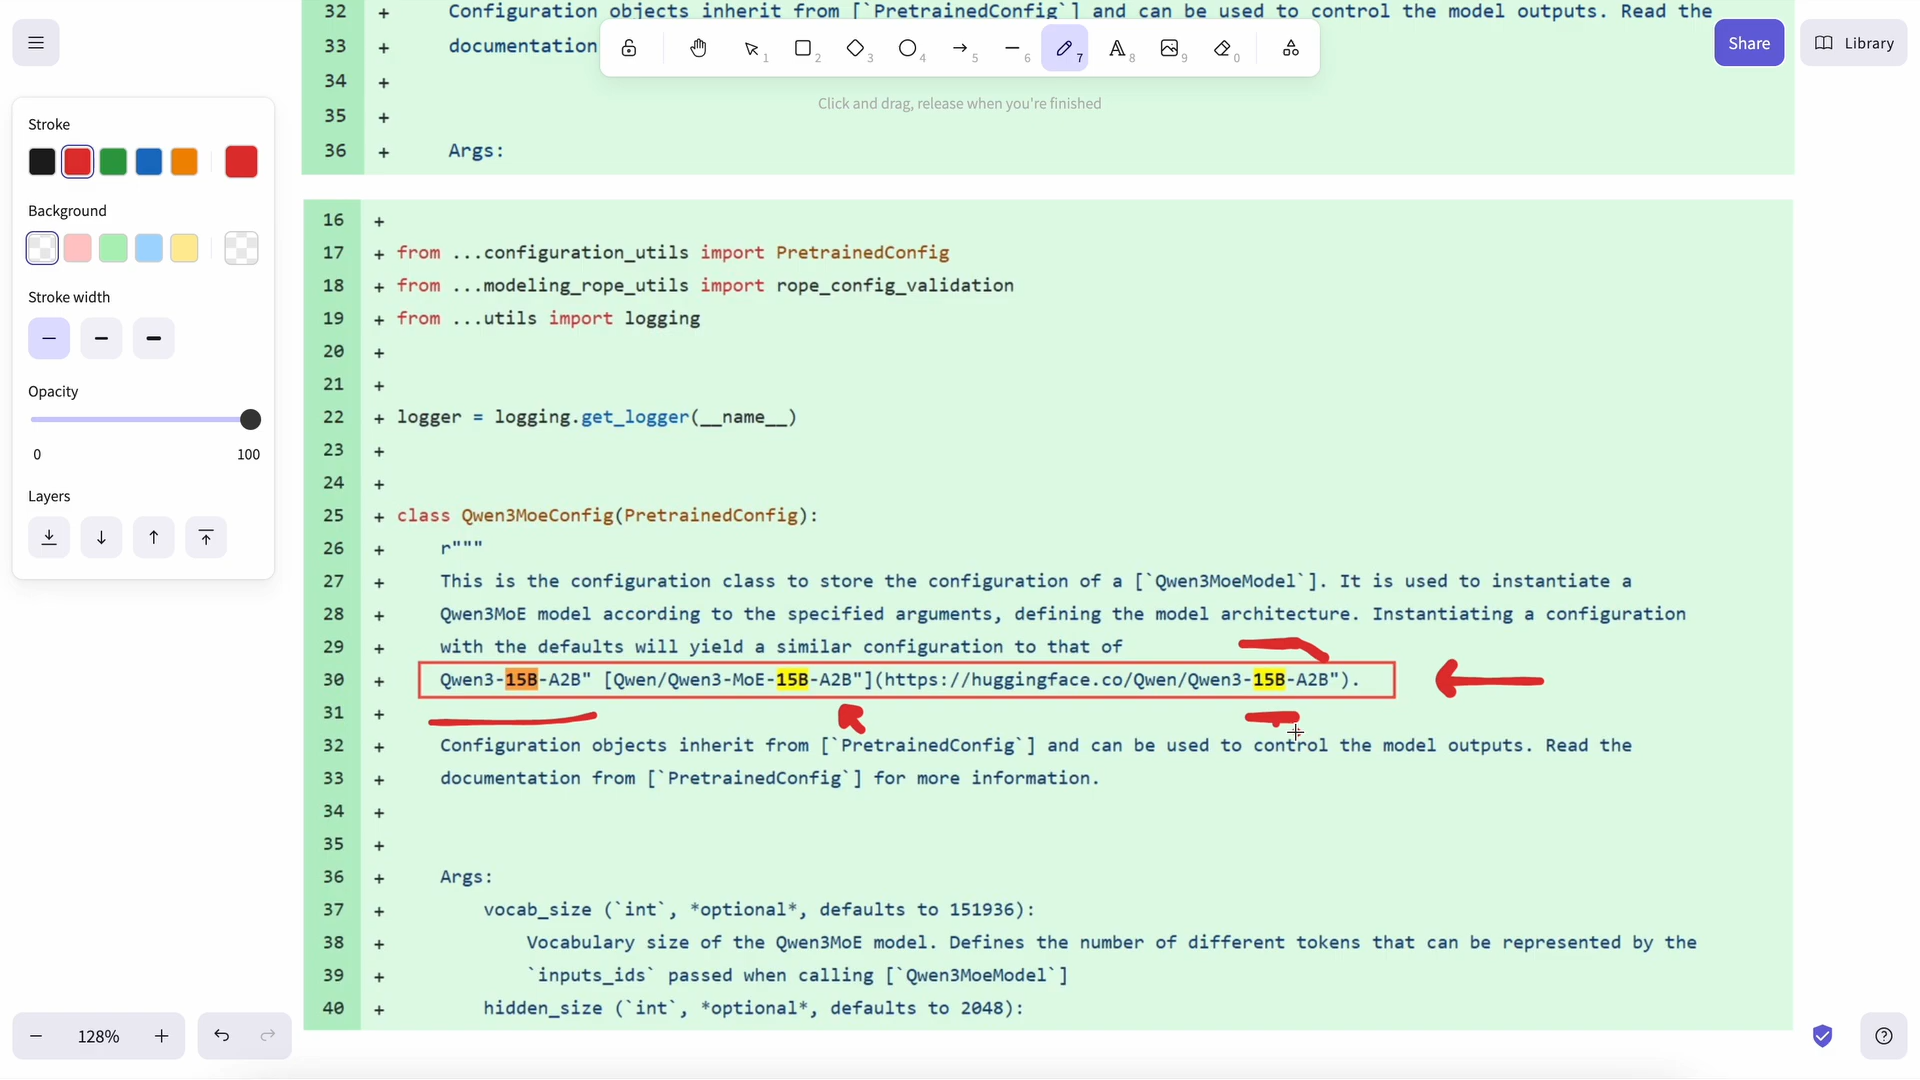 32 + Configuration objects inherit from [`PretrainedConfig`] and can be used to control the model outputs. Read the
33 + documentation
34 +
35 +
36 + Args:
1 2 3 4 5 6 7 8 9 0
Share
Library
Click and drag, release when you're finished
Stroke
Background
Stroke width
Opacity
0 100
Layers
16 +
17 + from ...configuration_utils import PretrainedConfig
18 + from ...modeling_rope_utils import rope_config_validation
19 + from ...utils import logging
20 +
21 +
22 + logger = logging.get_logger(__name__)
23 +
24 +
25 + class Qwen3MoeConfig(PretrainedConfig):
26 + r"""
27 + This is the configuration class to store the configuration of a [`Qwen3MoeModel`]. It is used to instantiate a
28 + Qwen3MoE model according to the specified arguments, defining the model architecture. Instantiating a configuration
29 + with the defaults will yield a similar configuration to that of
30 + Qwen3-15B-A2B" [Qwen/Qwen3-MoE-15B-A2B"](https://huggingface.co/Qwen/Qwen3-15B-A2B").
31 +
32 + Configuration objects inherit from [`PretrainedConfig`] and can be used to control the model outputs. Read the
33 + documentation from [`PretrainedConfig`] for more information.
34 +
35 +
36 + Args:
37 + vocab_size (`int`, *optional*, defaults to 151936):
38 + Vocabulary size of the Qwen3MoE model. Defines the number of different tokens that can be represented by the
39 + `inputs_ids` passed when calling [`Qwen3MoeModel`]
40 + hidden_size (`int`, *optional*, defaults to 2048):
128%